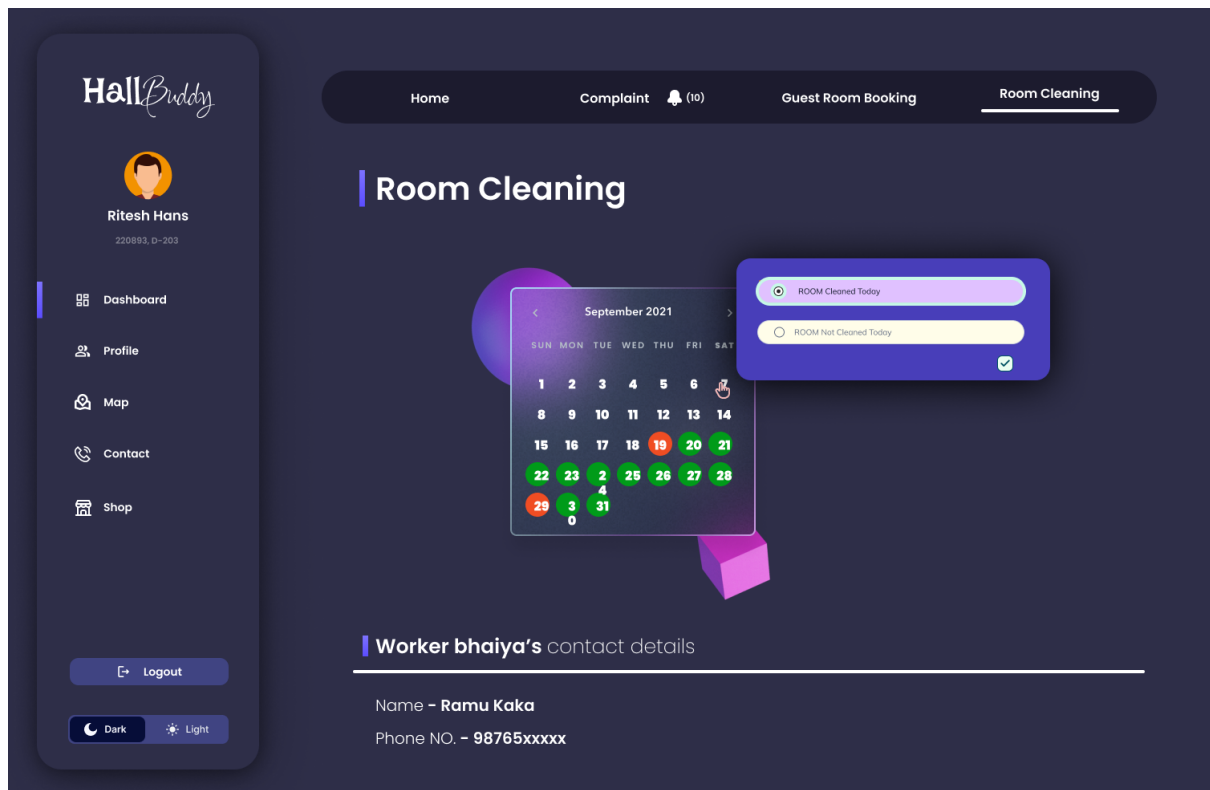 HallBuddy
Ritesh Hans
220893, D-203
Dashboard
Profile
Map
Contact
Shop
Logout
Dark Light
Home Complaint (10) Guest Room Booking Room Cleaning
Room Cleaning
September 2021
SUN MON TUE WED THU FRI SAT
1 2 3 4 5 6 7
8 9 10 11 12 13 14
15 16 17 18 19 20 21
22 23 24 25 26 27 28
29 30 31
ROOM Cleaned Today
ROOM Not Cleaned Today
Worker bhaiya’s contact details
Name - Ramu Kaka
Phone NO. - 98765xxxxx